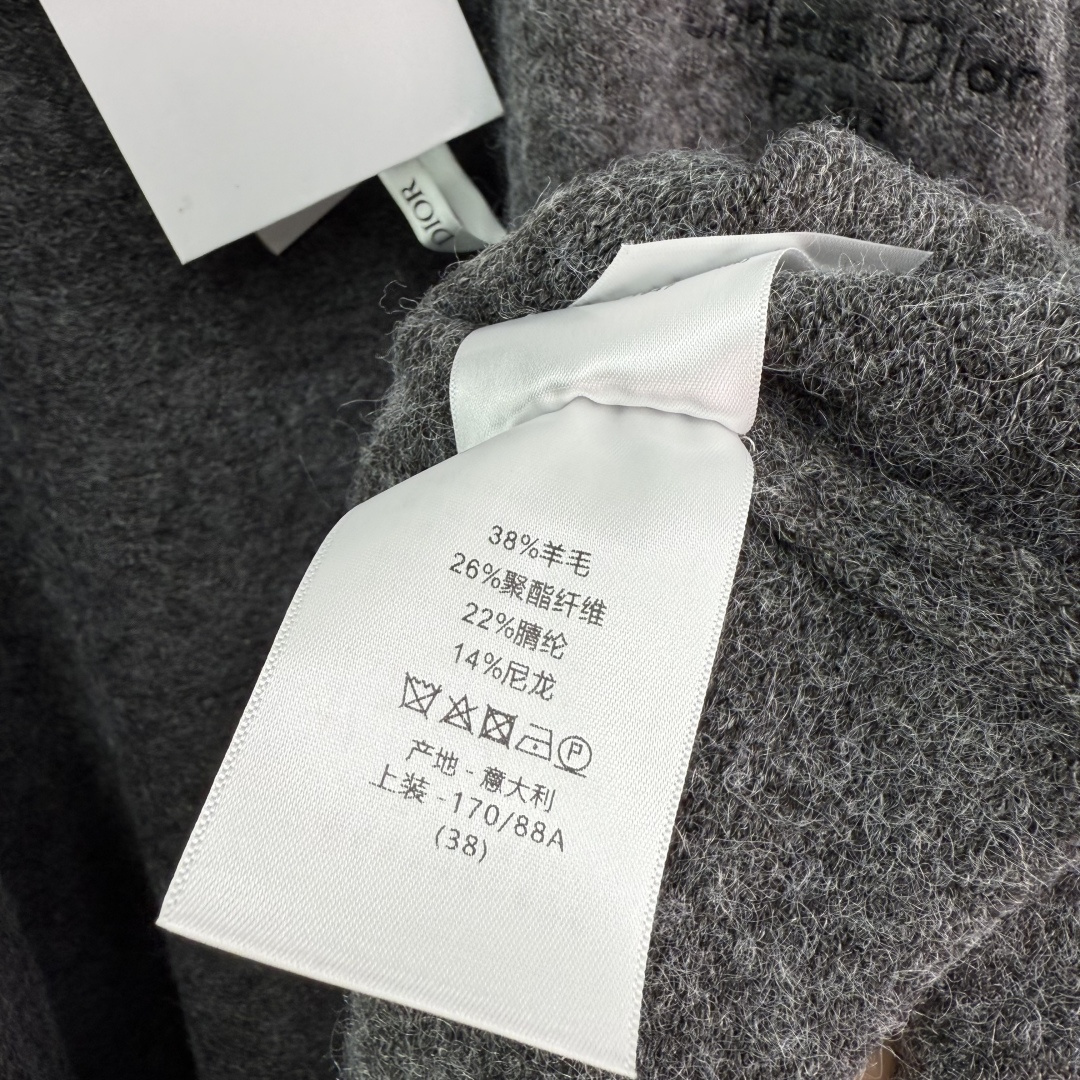 Christian Dior
DIOR
38%羊毛
26%聚酯纤维
22%腈纶
14%尼龙
P
产地 - 意大利
上装 -170/88A
(38)